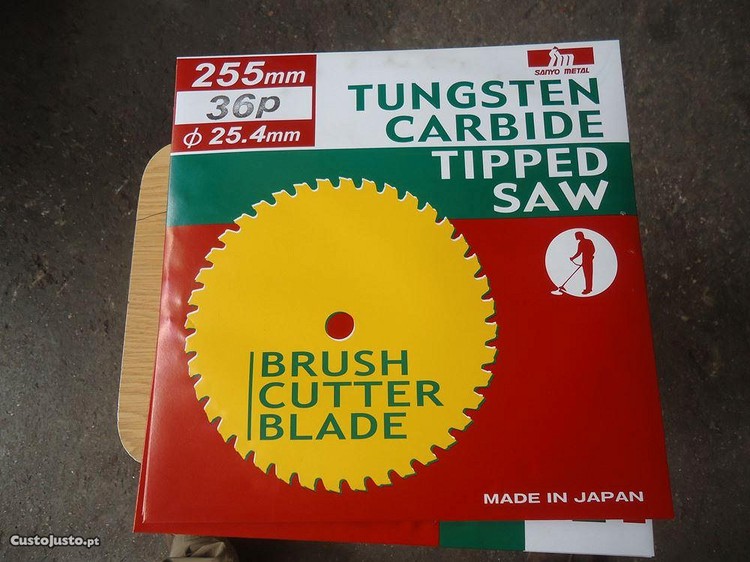 255mm
36p
ϕ 25.4mm
SANYO METAL
TUNGSTEN
CARBIDE
TIPPED
SAW
BRUSH
CUTTER
BLADE
MADE IN JAPAN
CustoJusto.pt